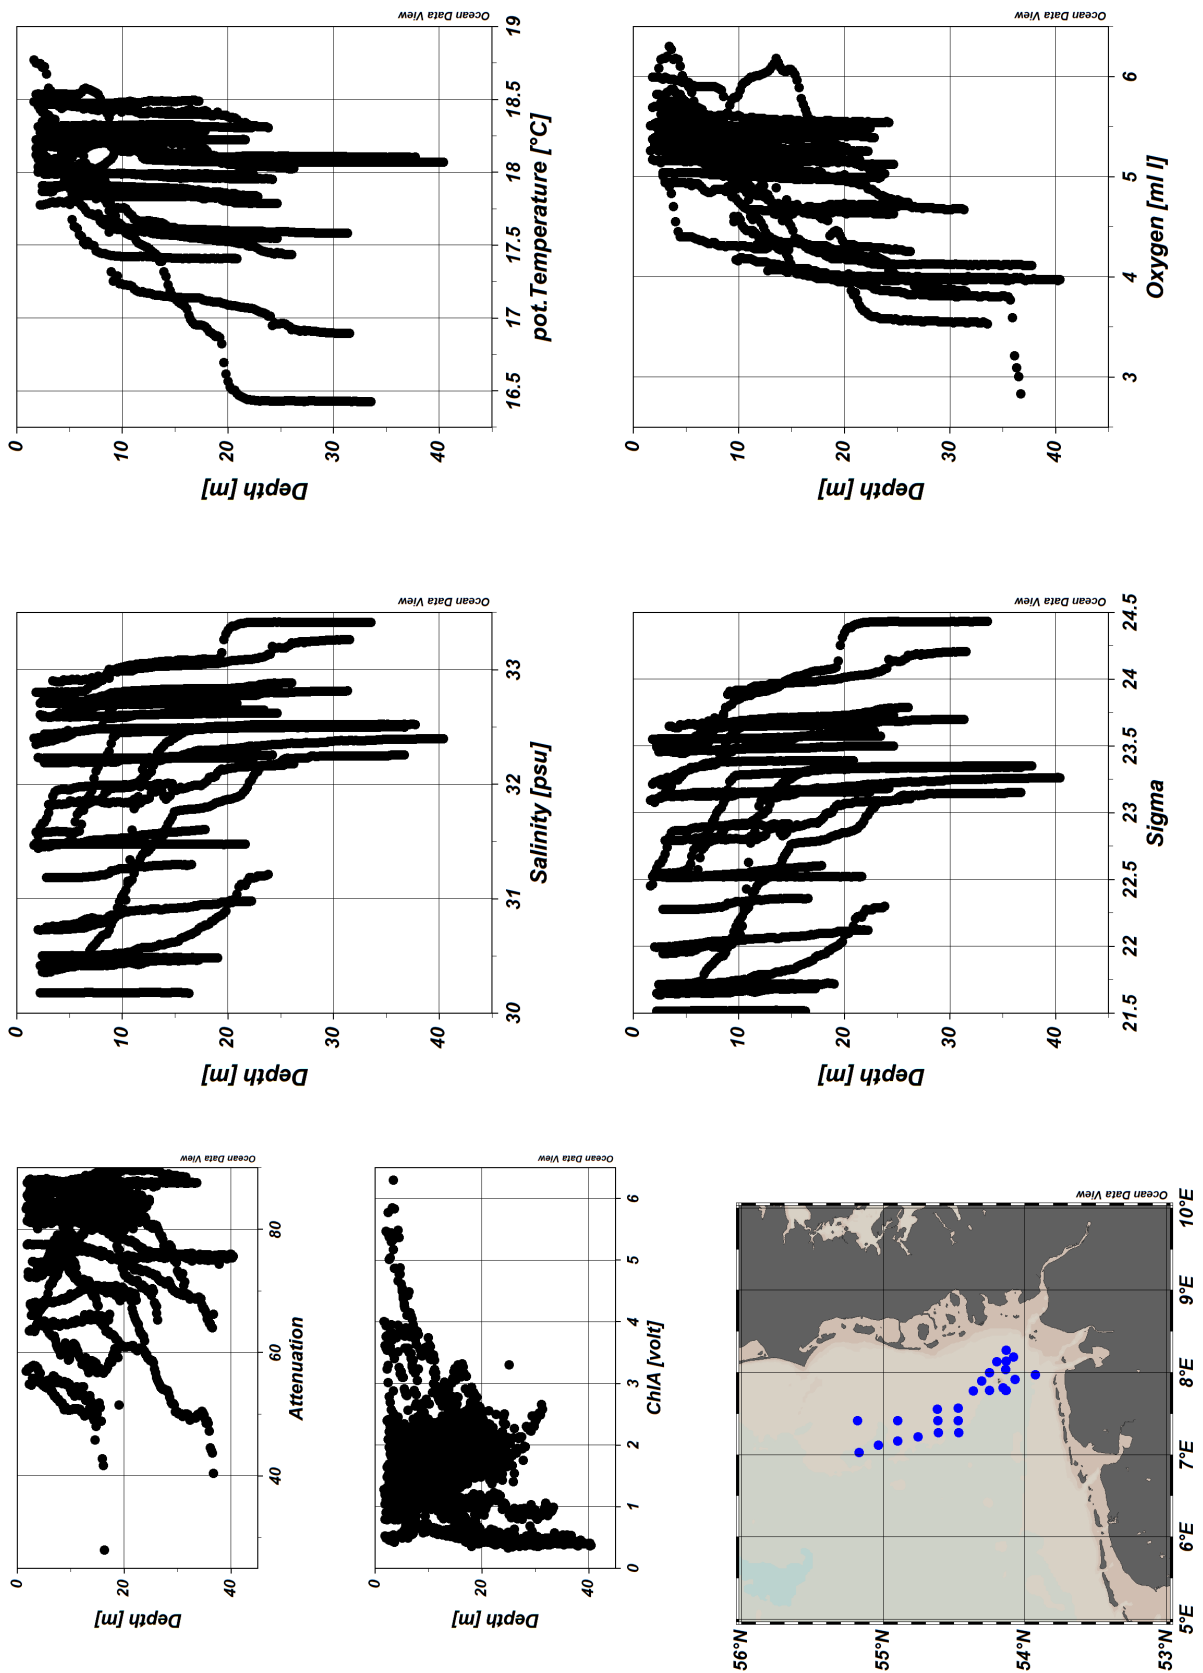 Ocean Data View
0
20
40
Depth [m]
40 60 80
Attenuation
Ocean Data View
0
20
40
Depth [m]
0 1 2 3 4 5 6
ChlA [volt]
Ocean Data View
56°N
55°N
54°N
53°N
5°E 6°E 7°E 8°E 9°E 10°E
Ocean Data View
0
10
20
30
40
Depth [m]
30 31 32 33
Salinity [psu]
Ocean Data View
0
10
20
30
40
Depth [m]
21.5 22 22.5 23 23.5 24 24.5
Sigma
Ocean Data View
0
10
20
30
40
Depth [m]
16.5 17 17.5 18 18.5 19
pot.Temperature [°C]
Ocean Data View
0
10
20
30
40
Depth [m]
3 4 5 6
Oxygen [ml l]